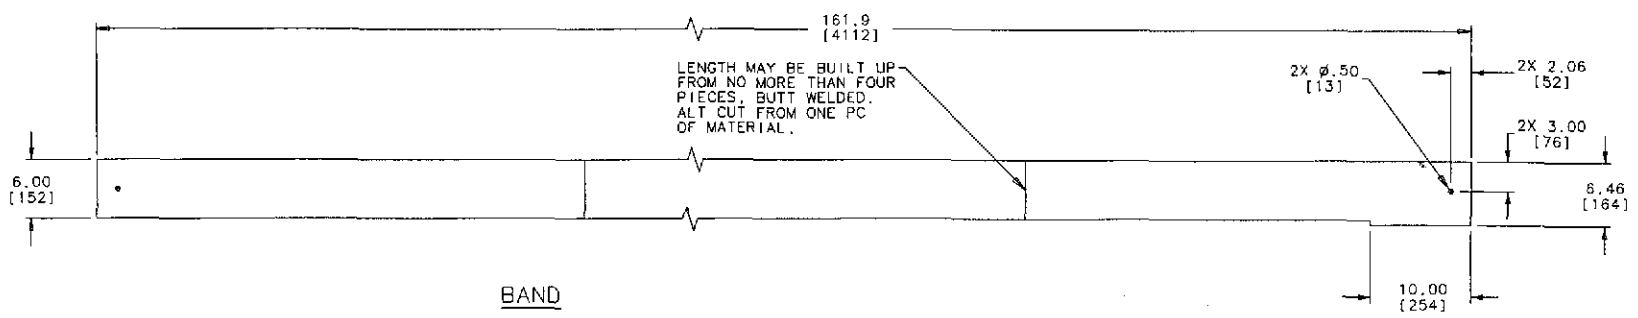 161.9
[4112]
LENGTH MAY BE BUILT UP
FROM NO MORE THAN FOUR
PIECES, BUTT WELDED.
ALT CUT FROM ONE PC
OF MATERIAL.
2X Ø.50
[13]
2X 2.06
[52]
2X 3.00
[76]
6.00
[152]
6.46
[164]
10.00
[254]
BAND